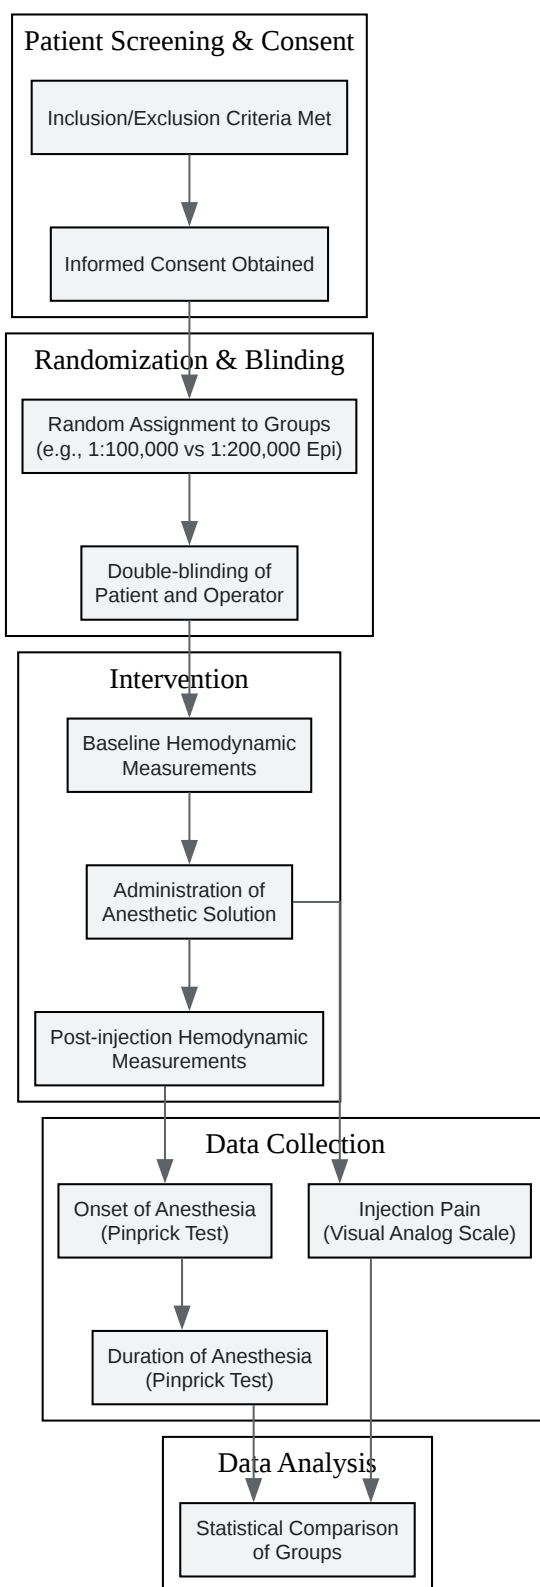 Patient Screening & Consent
Inclusion/Exclusion Criteria Met
Informed Consent Obtained
Randomization & Blinding
Random Assignment to Groups
(e.g., 1:100,000 vs 1:200,000 Epi)
Double-blinding of
Patient and Operator
Intervention
Baseline Hemodynamic
Measurements
Administration of
Anesthetic Solution
Post-injection Hemodynamic
Measurements
Data Collection
Onset of Anesthesia
(Pinprick Test)
Injection Pain
(Visual Analog Scale)
Duration of Anesthesia
(Pinprick Test)
Data Analysis
Statistical Comparison
of Groups